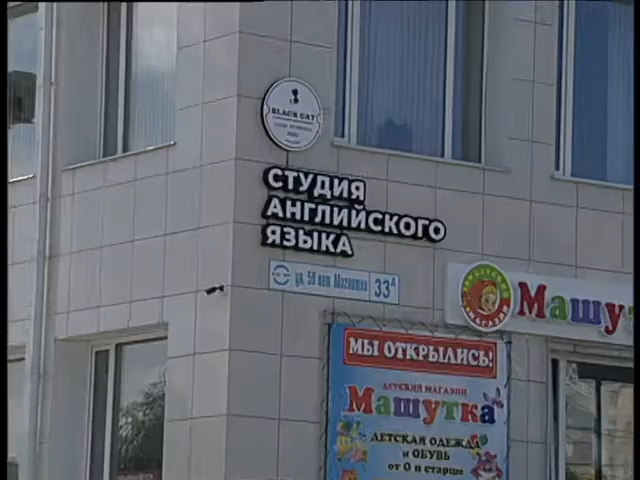 BLACK CAT
СТУДИЯ
АНГЛИЙСКОГО
ЯЗЫКА
ул. 50 лет Магнитки 33А
Машут
МЫ ОТКРЫЛИСЬ!
ДЕТСКИЙ МАГАЗИН
Машутка
ДЕТСКАЯ ОДЕЖДА
и ОБУВЬ
от 0 и старше